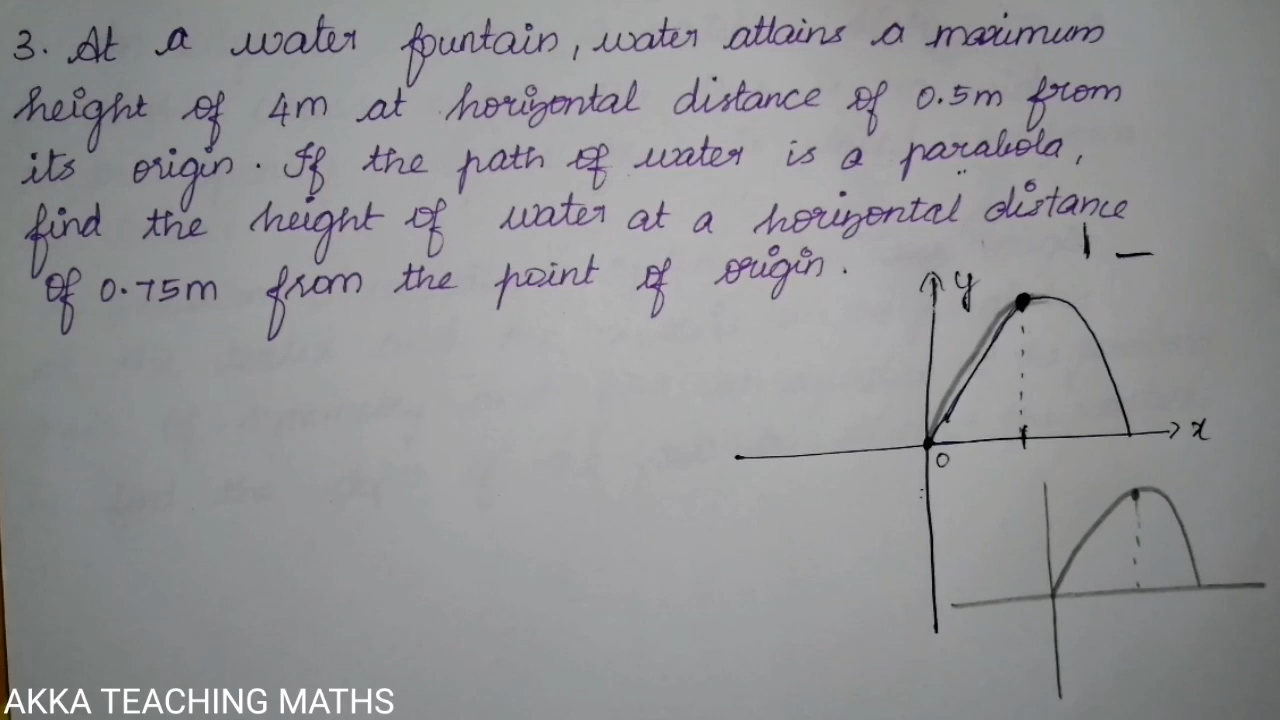 3. At a water fountain, water attains a maximum
height of 4m at horizontal distance of 0.5m from
its origin. If the path of water is a parabola,
find the height of water at a horizontal distance
of 0.75m from the point of origin.
y
x
0
AKKA TEACHING MATHS